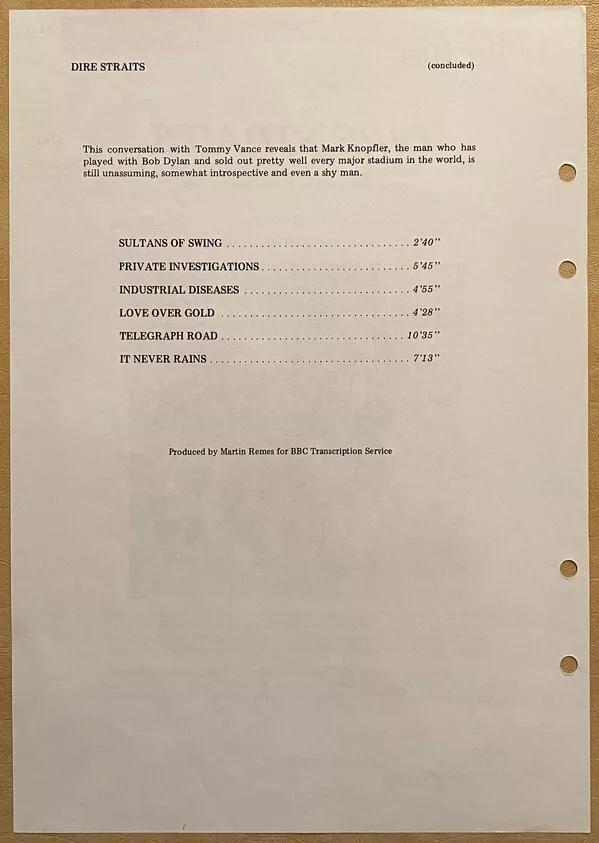 DIRE STRAITS (concluded)
This conversation with Tommy Vance reveals that Mark Knopfler, the man who has
played with Bob Dylan and sold out pretty well every major stadium in the world, is
still unassuming, somewhat introspective and even a shy man.
SULTANS OF SWING ................................ 2'40"
PRIVATE INVESTIGATIONS .......................... 5'45"
INDUSTRIAL DISEASES ............................. 4'55"
LOVE OVER GOLD ................................. 4'28"
TELEGRAPH ROAD ................................ 10'35"
IT NEVER RAINS ................................... 7'13"
Produced by Martin Remes for BBC Transcription Service